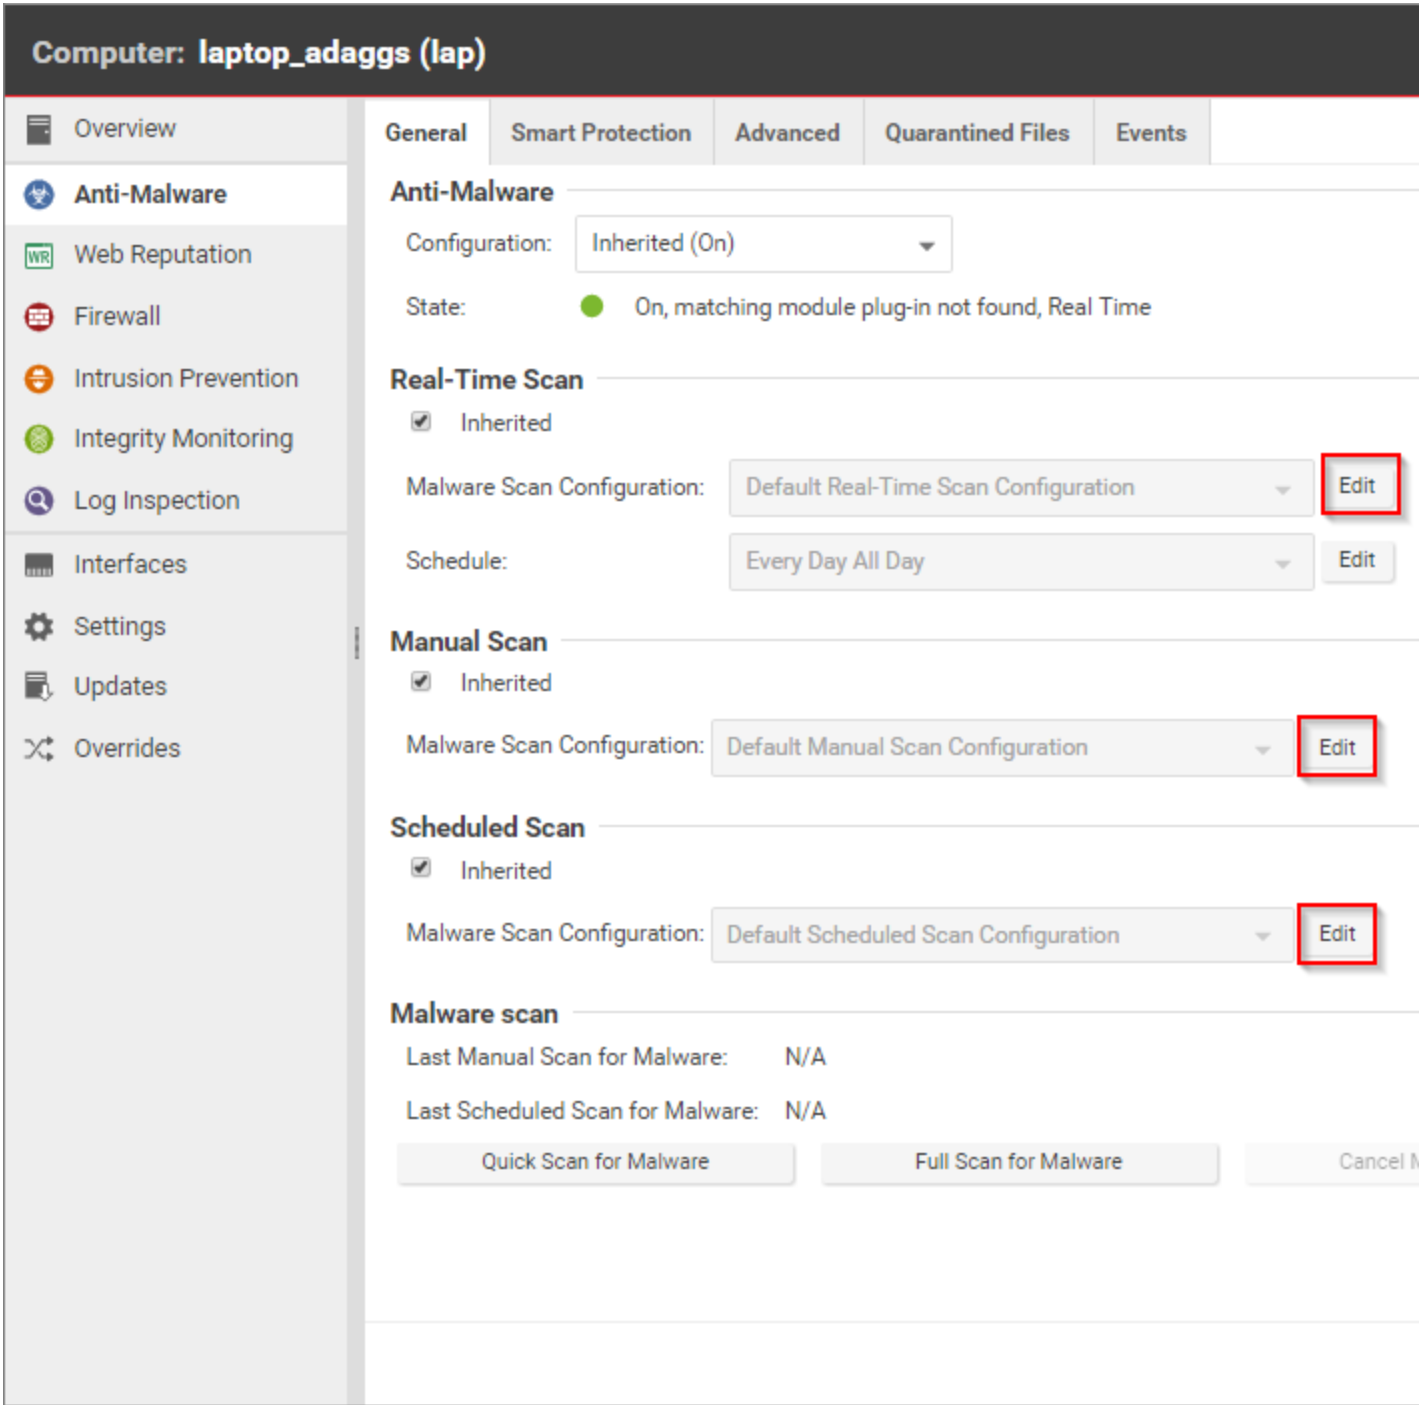 Computer: laptop_adaggs (lap)
Overview
Anti-Malware
WR Web Reputation
Firewall
Intrusion Prevention
Integrity Monitoring
Log Inspection
Interfaces
Settings
Updates
Overrides
General Smart Protection Advanced Quarantined Files Events
Anti-Malware
Configuration: Inherited (On)
State: On, matching module plug-in not found, Real Time
Real-Time Scan
Inherited
Malware Scan Configuration: Default Real-Time Scan Configuration Edit
Schedule: Every Day All Day Edit
Manual Scan
Inherited
Malware Scan Configuration: Default Manual Scan Configuration Edit
Scheduled Scan
Inherited
Malware Scan Configuration: Default Scheduled Scan Configuration Edit
Malware scan
Last Manual Scan for Malware: N/A
Last Scheduled Scan for Malware: N/A
Quick Scan for Malware Full Scan for Malware Cancel